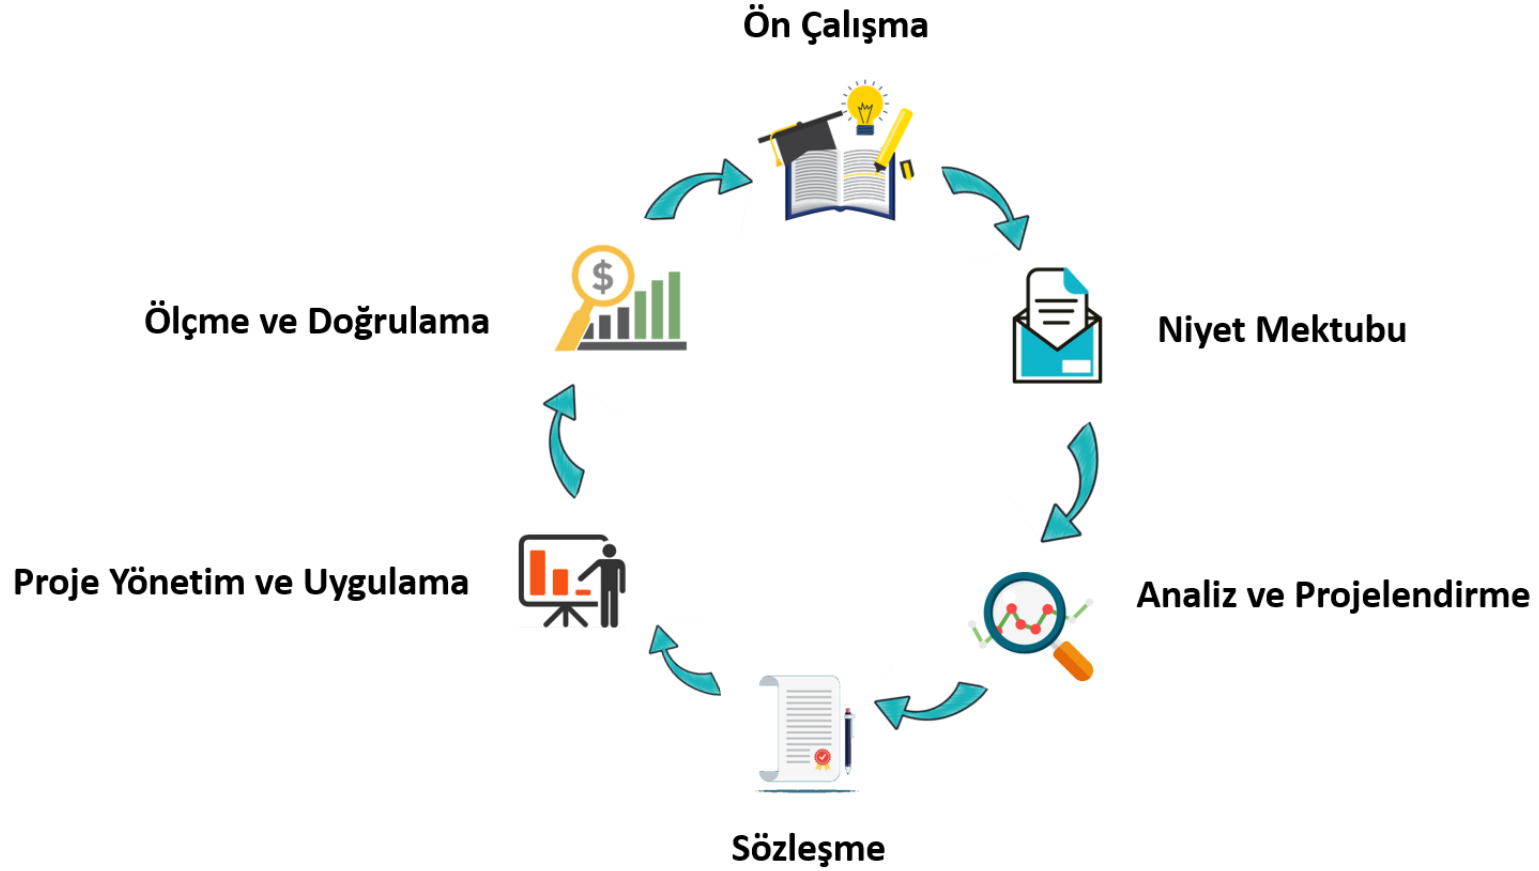 Ön Çalışma
Niyet Mektubu
Analiz ve Projelendirme
Sözleşme
Proje Yönetim ve Uygulama
Ölçme ve Doğrulama
$